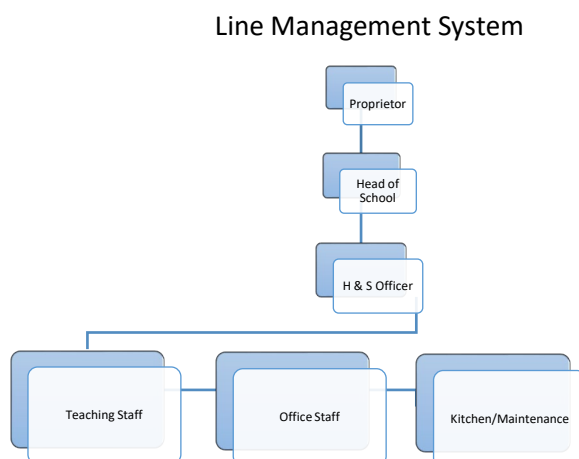 Line Management System
Proprietor
Head of
School
H & S Officer
Teaching Staff
Office Staff
Kitchen/Maintenance